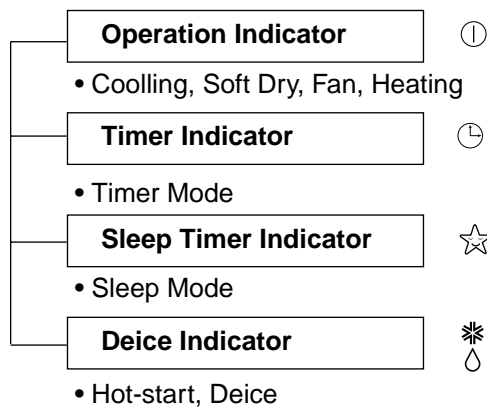 Operation Indicator
• Coolling, Soft Dry, Fan, Heating
Timer Indicator
• Timer Mode
Sleep Timer Indicator
• Sleep Mode
Deice Indicator
• Hot-start, Deice